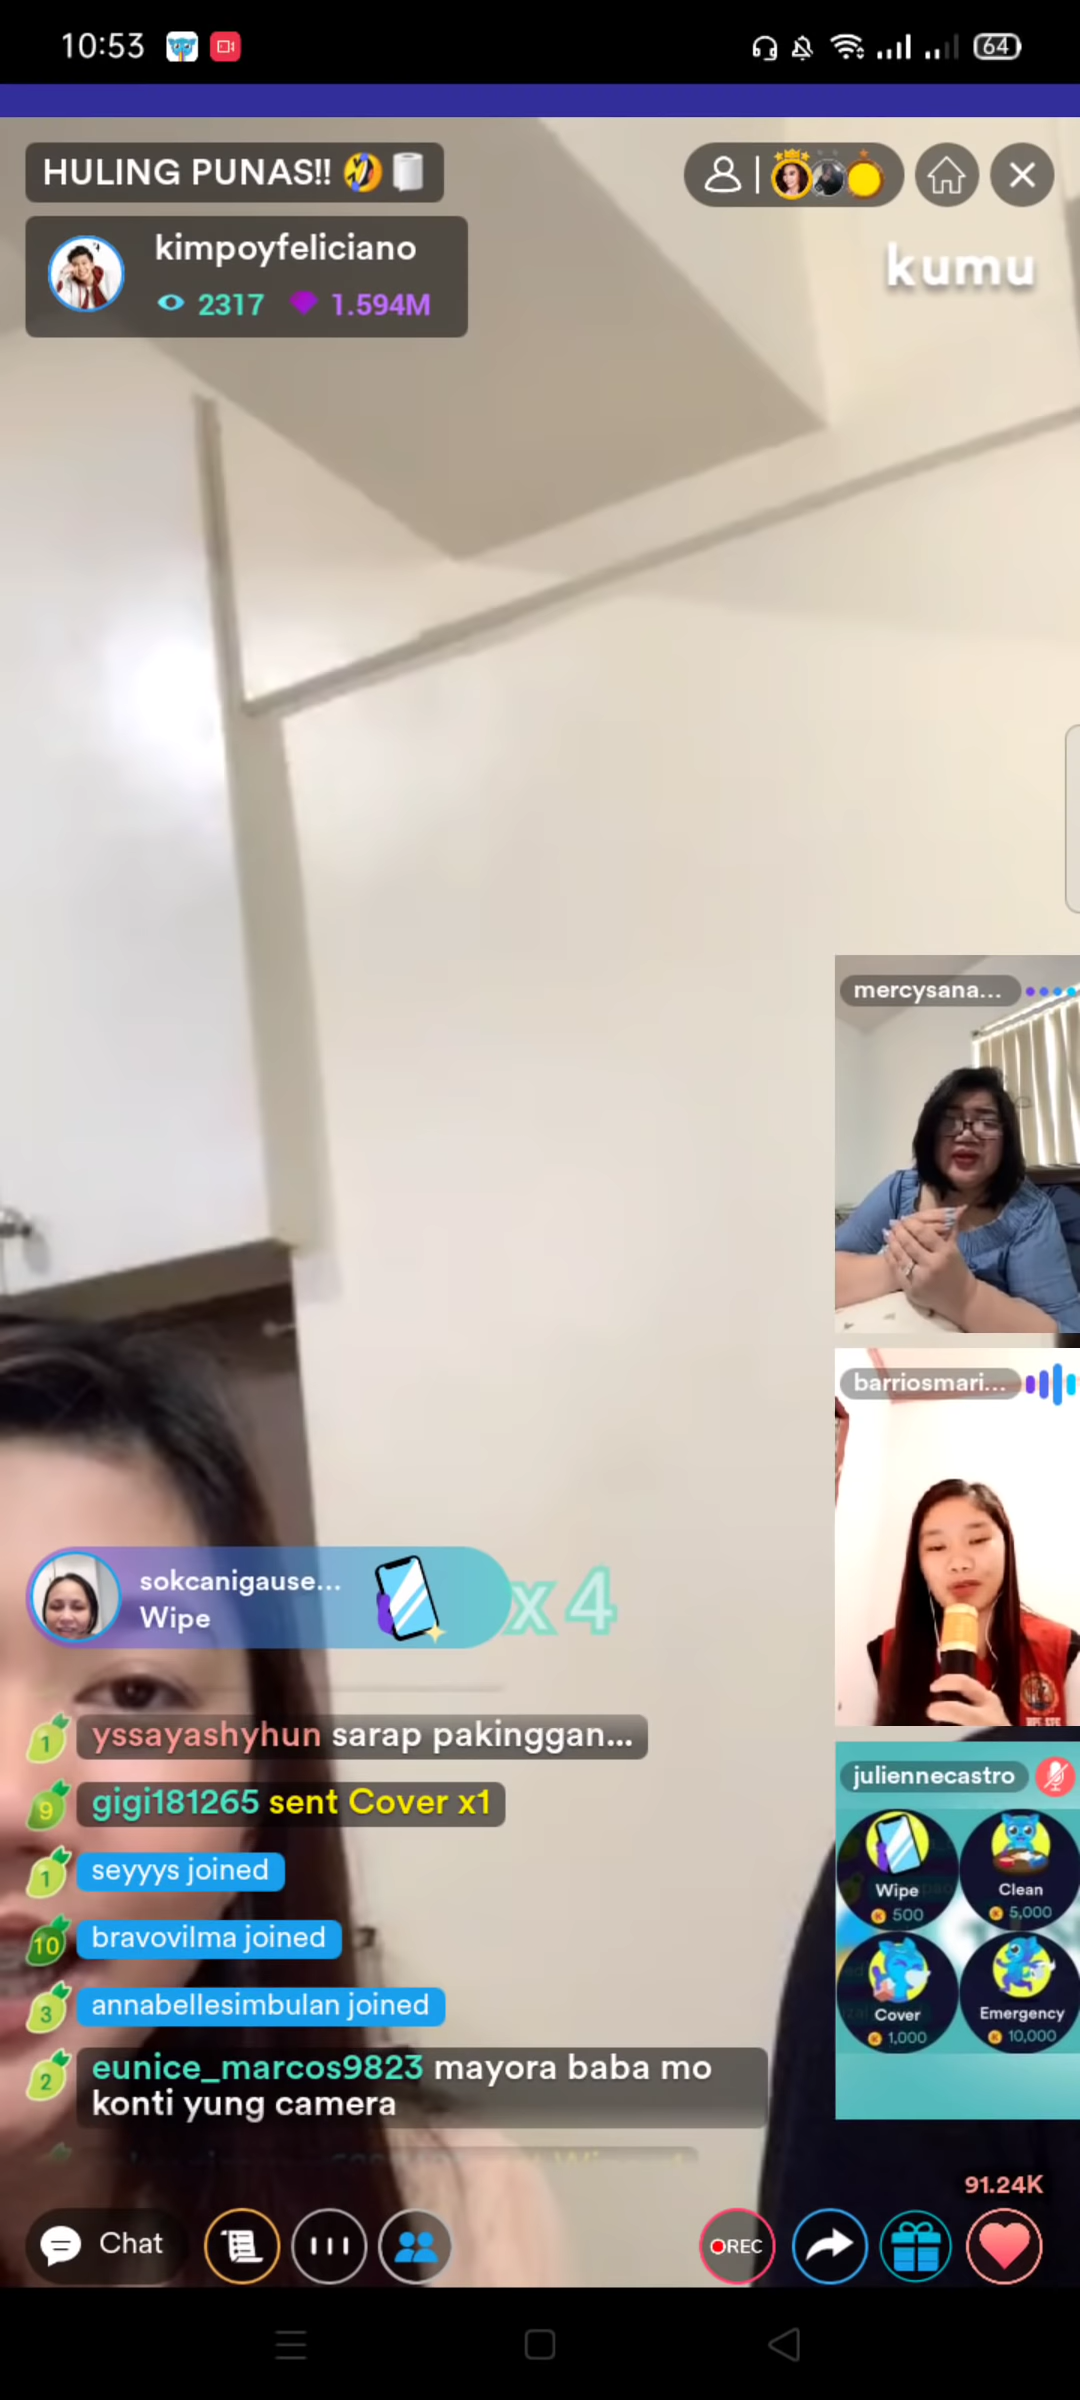 10:53
64
HULING PUNAS!!
kimpoyfeliciano
2317 1.594M
kumu
mercysana...
barriosmari...
sokcanigause...
Wipe
x 4
1 yssayashyhun sarap pakinggan...
9 gigi181265 sent Cover x1
1 seyyys joined
10 bravovilma joined
3 annabellesimbulan joined
2 eunice_marcos9823 mayora baba mo
konti yung camera
juliennecastro
Wipe
500
Clean
5,000
Cover
1,000
Emergency
10,000
91.24K
Chat
REC